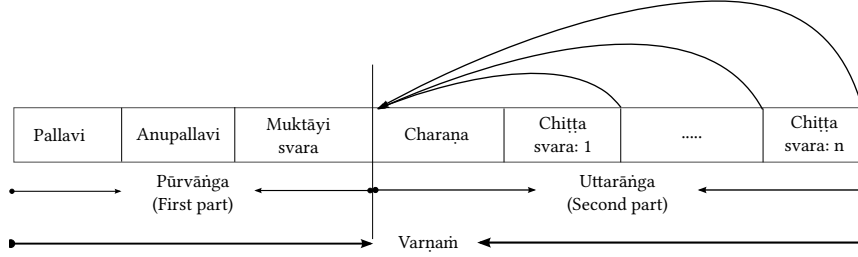 Pallavi
Anupallavi
Muktāyi
svara
Charaṇa
Chiṭṭa
svara: 1
.....
Chiṭṭa
svara: n
Pūrvāṅga
(First part)
Uttarāṅga
(Second part)
Varṇaṁ